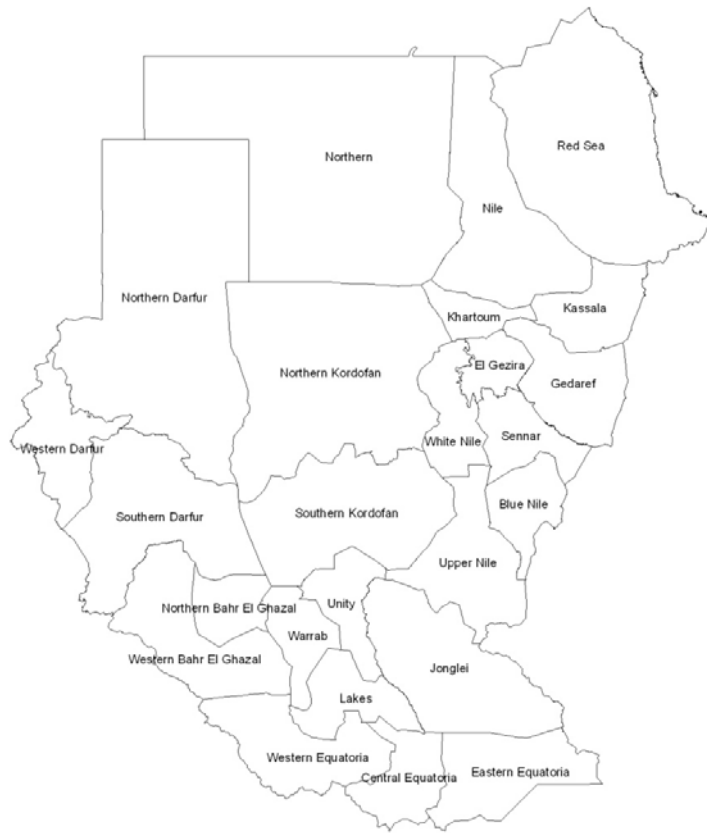 Red Sea
Northern
Nile
Northern Darfur
Kassala
Khartoum
El Gezira
Northern Kordofan
Gedaref
White Nile
Sennar
Western Darfur
Blue Nile
Southern Darfur
Southern Kordofan
Upper Nile
Unity
Northern Bahr El Ghazal
Warrab
Western Bahr El Ghazal
Jonglei
Lakes
Western Equatoria
Central Equatoria
Eastern Equatoria